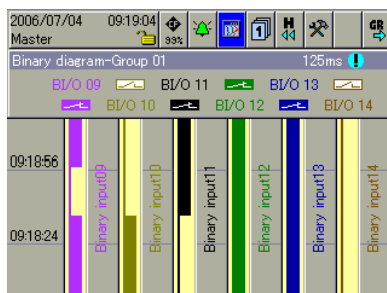 2006/07/04 09:19:04
Master 99% 1 H GR
Binary diagram-Group 01 125ms !
BI/O 09 BI/O 11 BI/O 13
BI/O 10 BI/O 12 BI/O 14
09:18:56
09:18:24
Binary input09
Binary input10
Binary input11
Binary input12
Binary input13
Binary input14